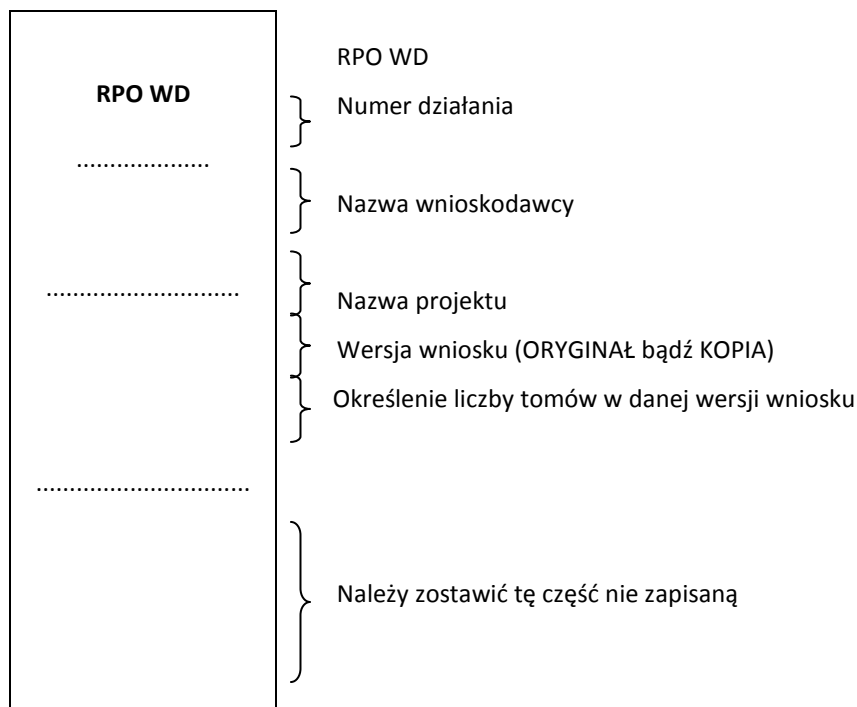 RPO WD
RPO WD
Numer działania
....................
Nazwa wnioskodawcy
.............................
Nazwa projektu
Wersja wniosku (ORYGINAŁ bądź KOPIA)
Określenie liczby tomów w danej wersji wniosku
................................
Należy zostawić tę część nie zapisaną